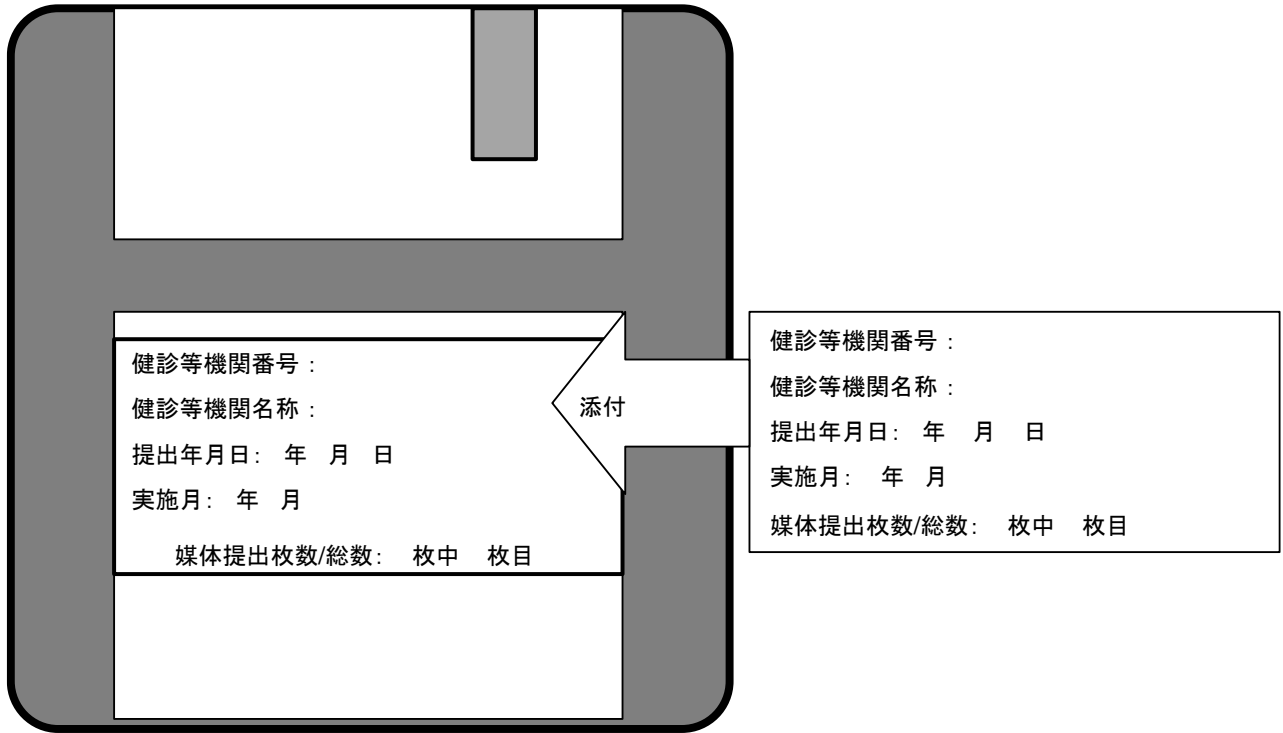 健診等機関番号：
健診等機関名称：
提出年月日： 年 月 日
実施月： 年 月
媒体提出枚数/総数： 枚中 枚目
添付
健診等機関番号：
健診等機関名称：
提出年月日： 年 月 日
実施月： 年 月
媒体提出枚数/総数： 枚中 枚目